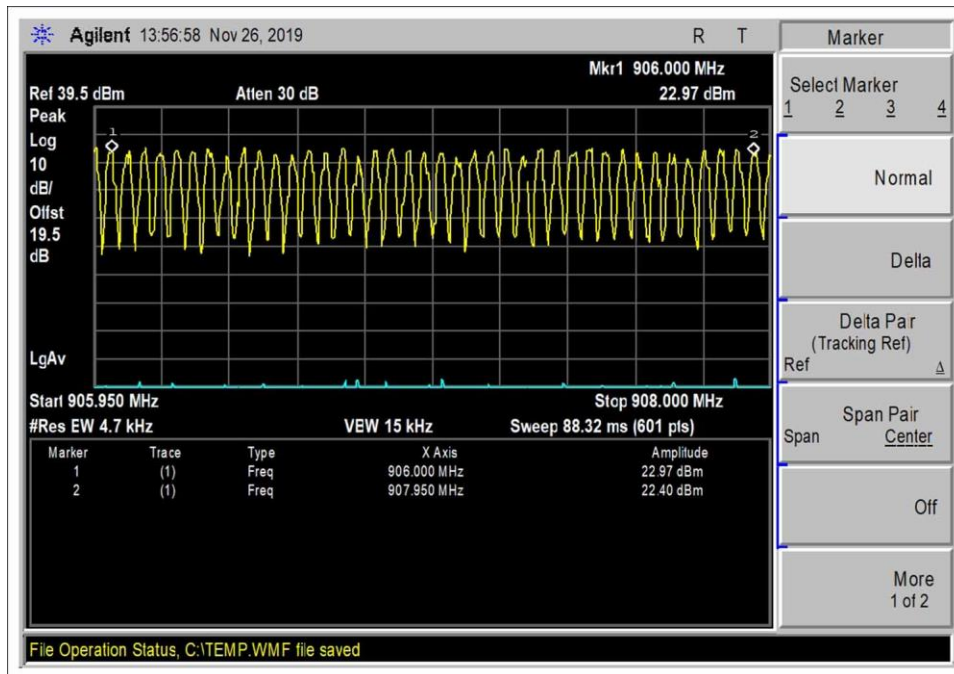 Agilent 13:56:58 Nov 26, 2019 R T
Mkr1 906.000 MHz
Ref 39.5 dBm Atten 30 dB 22.97 dBm
Peak
Log
10
dB/
Offst
19.5
dB
LgAv
1
2
Start 905.950 MHz Stop 908.000 MHz
#Res EW 4.7 kHz VEW 15 kHz Sweep 88.32 ms (601 pts)
Marker Trace Type X Axis Amplitude
1 (1) Freq 906.000 MHz 22.97 dBm
2 (1) Freq 907.950 MHz 22.40 dBm
File Operation Status, C:\TEMP.WMF file saved
Marker
Select Marker
1 2 3 4
Normal
Delta
Delta Pair
(Tracking Ref)
Ref Δ
Span Pair
Span Center
Off
More
1 of 2